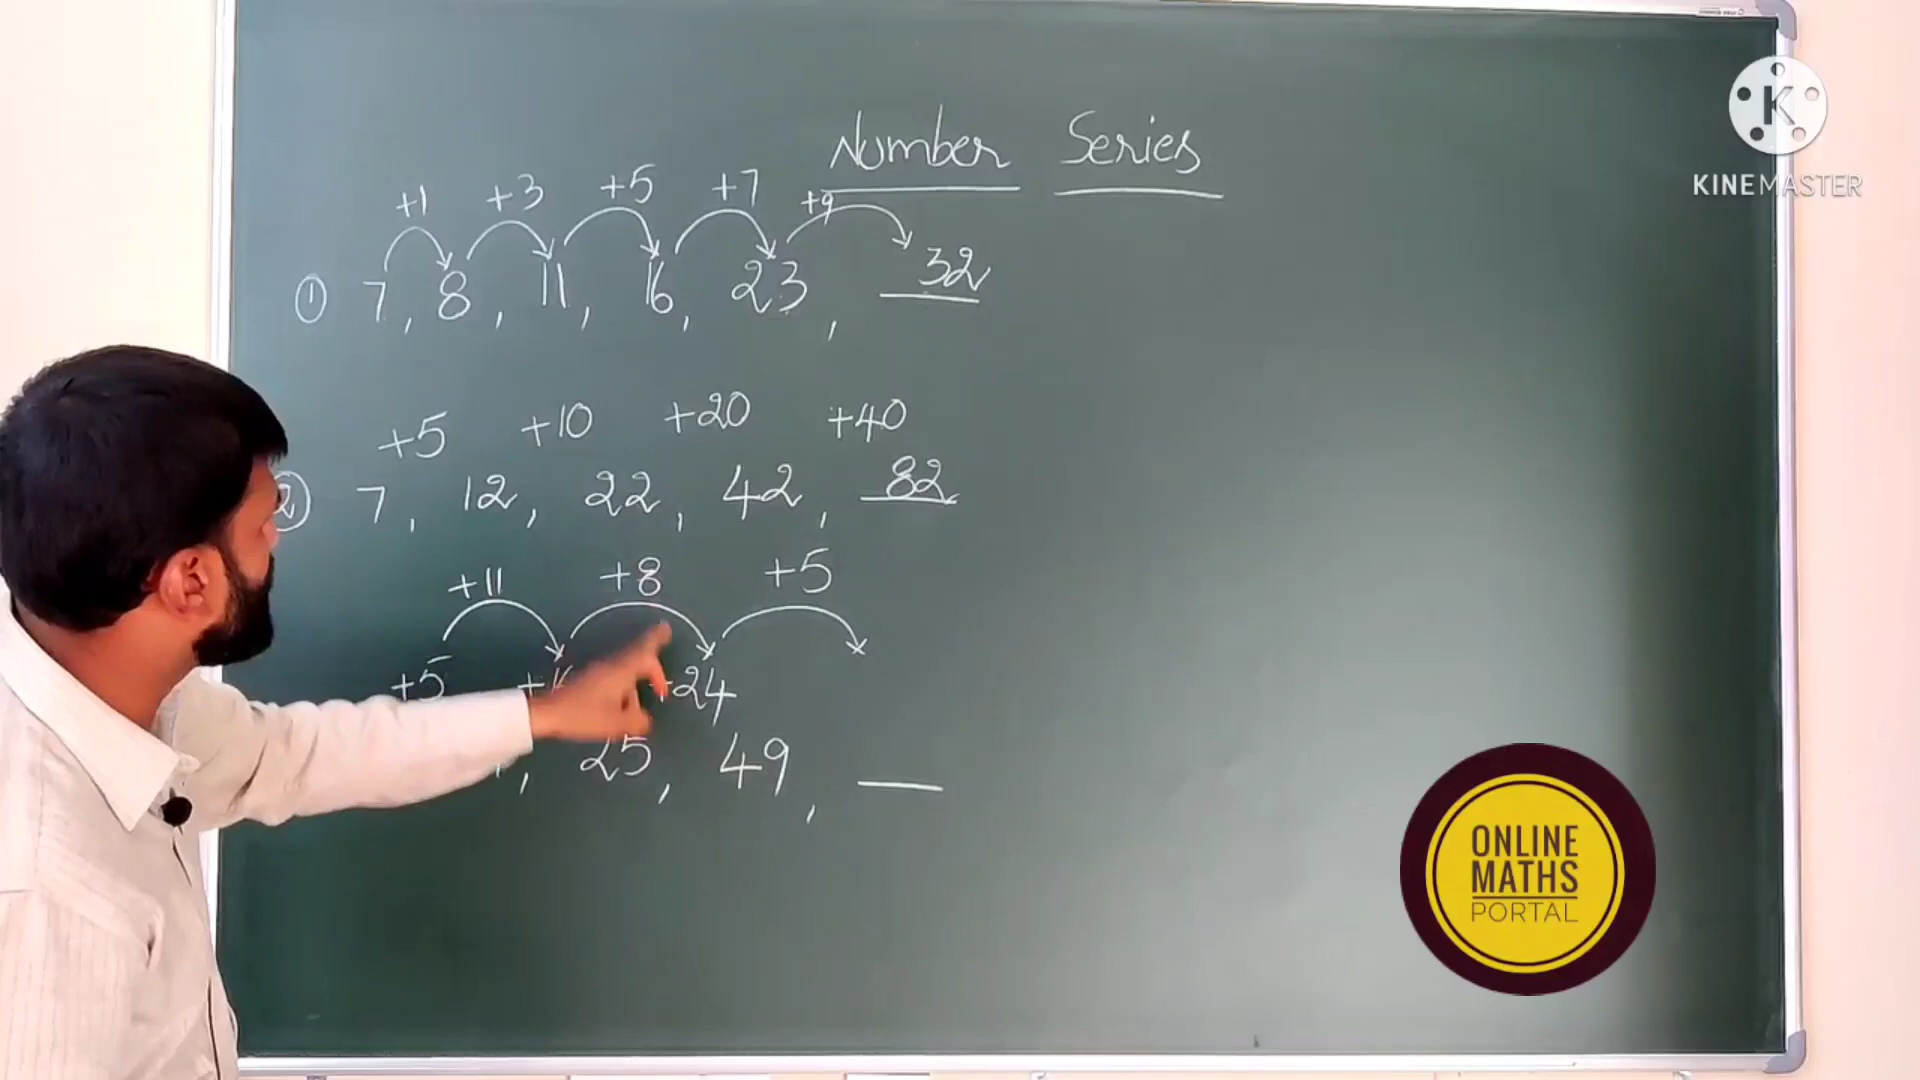 Number Series
+1 +3 +5 +7 +9
① 7, 8, 11, 16, 23, 32
+5 +10 +20 +40
② 7, 12, 22, 42, 82
+11 +8 +5
+5 +24
, 25, 49, __
KINEMASTER
ONLINE
MATHS
PORTAL